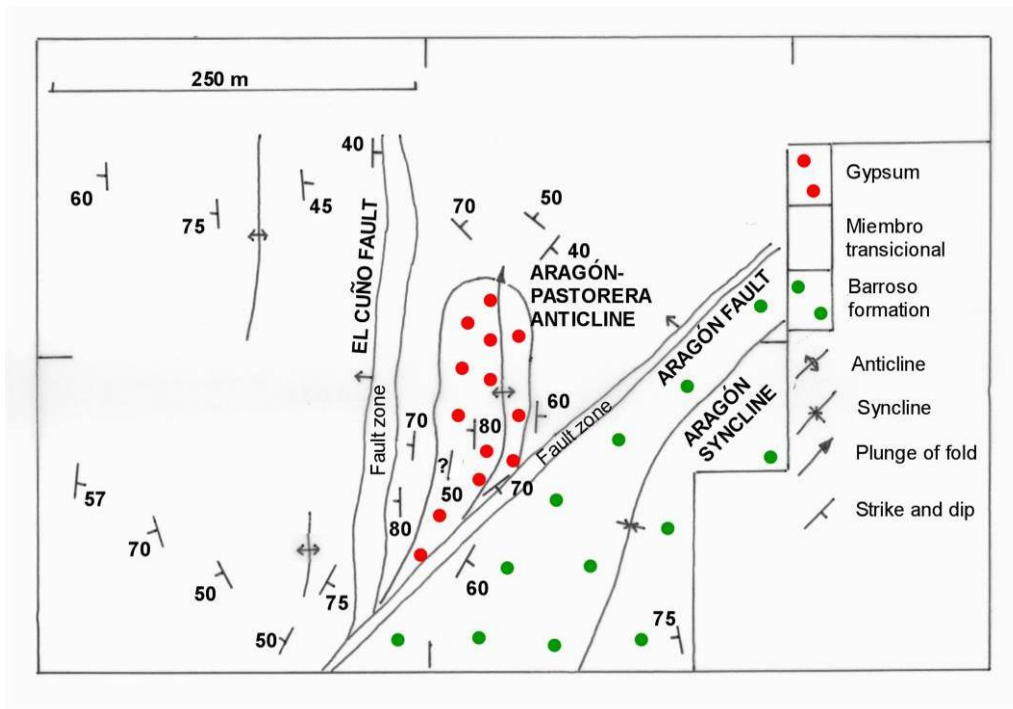 250 m
40
60
75
45
70
50
40
EL CUÑO FAULT
ARAGÓN-
PASTORERA
ANTICLINE
Fault zone
70
80
60
?
50
70
80
Fault zone
ARAGÓN FAULT
ARAGÓN
SYNCLINE
57
70
50
75
50
60
75
Gypsum
Miembro
transicional
Barroso
formation
Anticline
Syncline
Plunge of fold
Strike and dip